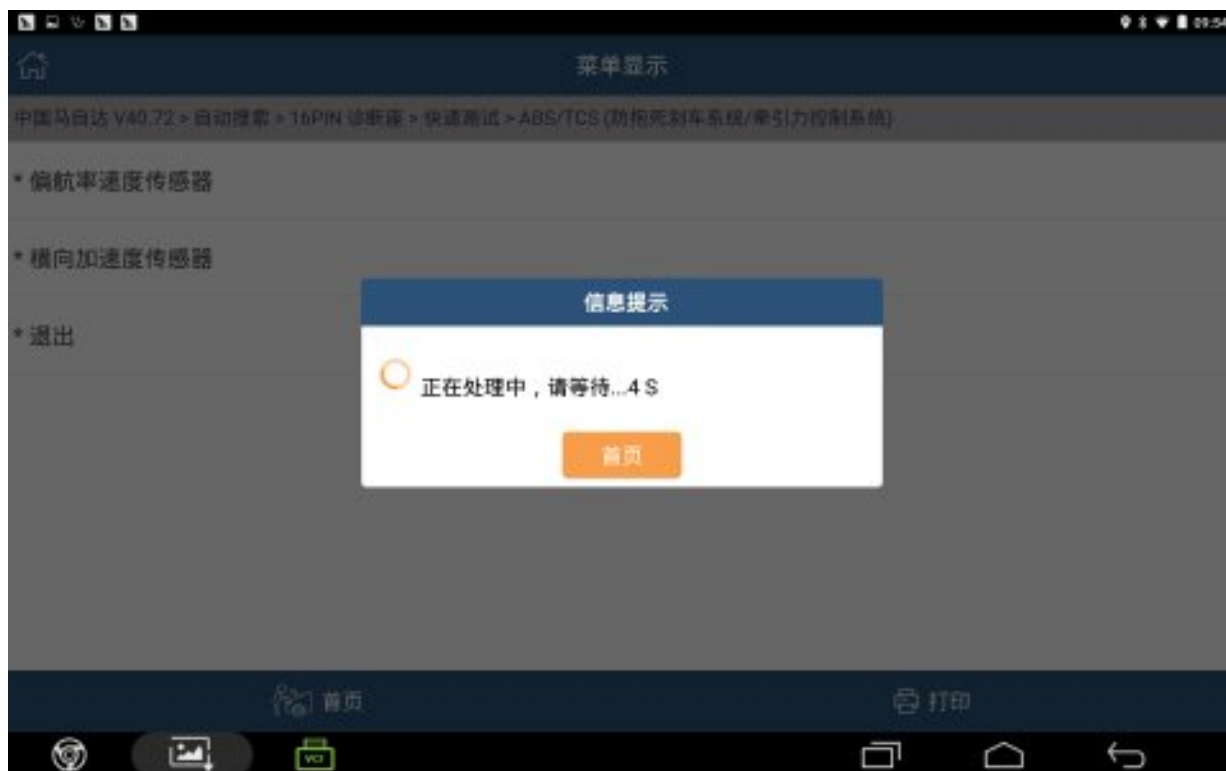 09:54
菜单显示
中国马自达 V40.72 > 自动搜索 > 16PIN 诊断座 > 快速测试 > ABS/TCS (防抱死刹车系统/牵引力控制系统)
* 偏航率速度传感器
* 横向加速度传感器
* 退出
信息提示
正在处理中，请等待...4 S
首页
首页
打印
VCI